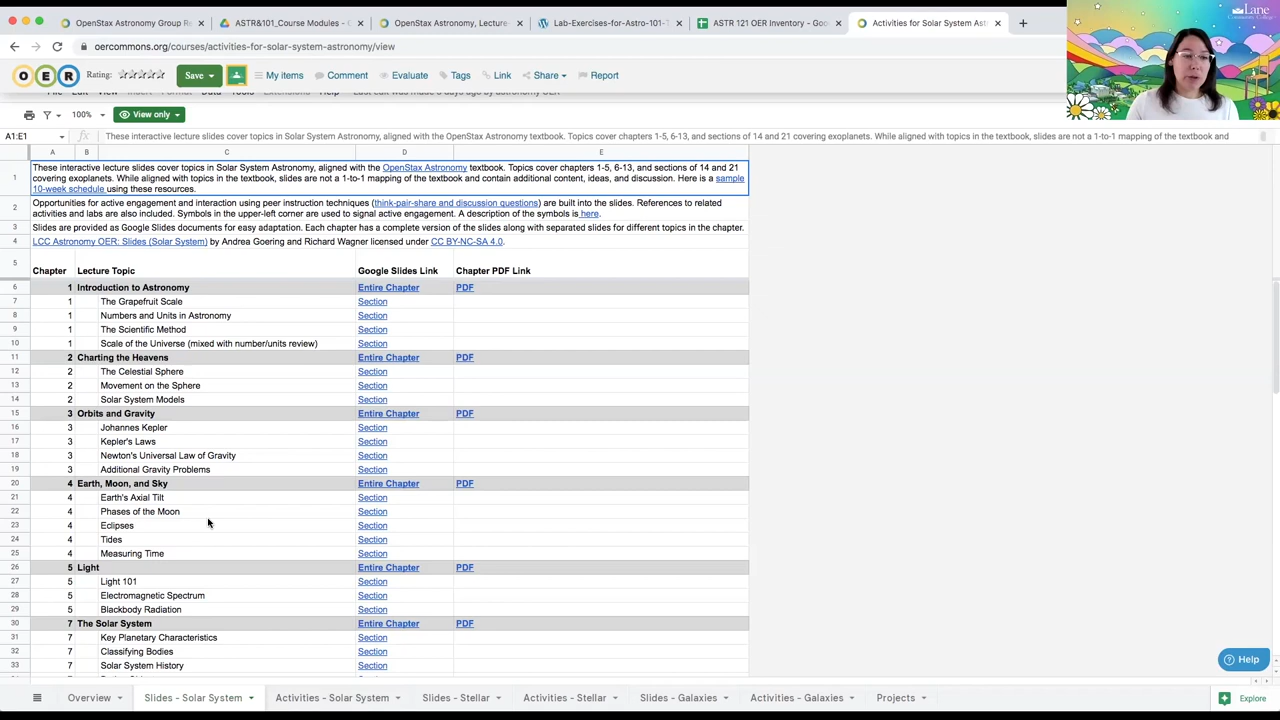 OpenStax Astronomy Group Re
ASTR&101_Course Modules - G
OpenStax Astronomy, Lecture-
Lab-Exercises-for-Astro-101-T
ASTR 121 OER Inventory - Goo
Activities for Solar System Ast
Lane
Community College
oercommons.org/courses/activities-for-solar-system-astronomy/view
OER
Rating:
Save
My items
Comment
Evaluate
Tags
Link
Share
Report
100%
View only
A1:E1
These interactive lecture slides cover topics in Solar System Astronomy, aligned with the OpenStax Astronomy textbook. Topics cover chapters 1-5, 6-13, and sections of 14 and 21 covering exoplanets. While aligned with topics in the textbook, slides are not a 1-to-1 mapping of the textbook and
A B C D E
1 These interactive lecture slides cover topics in Solar System Astronomy, aligned with the OpenStax Astronomy textbook. Topics cover chapters 1-5, 6-13, and sections of 14 and 21
covering exoplanets. While aligned with topics in the textbook, slides are not a 1-to-1 mapping of the textbook and contain additional content, ideas, and discussion. Here is a sample
10-week schedule using these resources.
2 Opportunities for active engagement and interaction using peer instruction techniques (think-pair-share and discussion questions) are built into the slides. References to related
activities and labs are also included. Symbols in the upper-left corner are used to signal active engagement. A description of the symbols is here.
3 Slides are provided as Google Slides documents for easy adaptation. Each chapter has a complete version of the slides along with separated slides for different topics in the chapter.
4 LCC Astronomy OER: Slides (Solar System) by Andrea Goering and Richard Wagner licensed under CC BY-NC-SA 4.0.
5 Chapter Lecture Topic Google Slides Link Chapter PDF Link
6 1 Introduction to Astronomy Entire Chapter PDF
7 1 The Grapefruit Scale Section
8 1 Numbers and Units in Astronomy Section
9 1 The Scientific Method Section
10 1 Scale of the Universe (mixed with number/units review) Section
11 2 Charting the Heavens Entire Chapter PDF
12 2 The Celestial Sphere Section
13 2 Movement on the Sphere Section
14 2 Solar System Models Section
15 3 Orbits and Gravity Entire Chapter PDF
16 3 Johannes Kepler Section
17 3 Kepler's Laws Section
18 3 Newton's Universal Law of Gravity Section
19 3 Additional Gravity Problems Section
20 4 Earth, Moon, and Sky Entire Chapter PDF
21 4 Earth's Axial Tilt Section
22 4 Phases of the Moon Section
23 4 Eclipses Section
24 4 Tides Section
25 4 Measuring Time Section
26 5 Light Entire Chapter PDF
27 5 Light 101 Section
28 5 Electromagnetic Spectrum Section
29 5 Blackbody Radiation Section
30 7 The Solar System Entire Chapter PDF
31 7 Key Planetary Characteristics Section
32 7 Classifying Bodies Section
33 7 Solar System History Section
Help
Overview
Slides - Solar System
Activities - Solar System
Slides - Stellar
Activities - Stellar
Slides - Galaxies
Activities - Galaxies
Projects
Explore